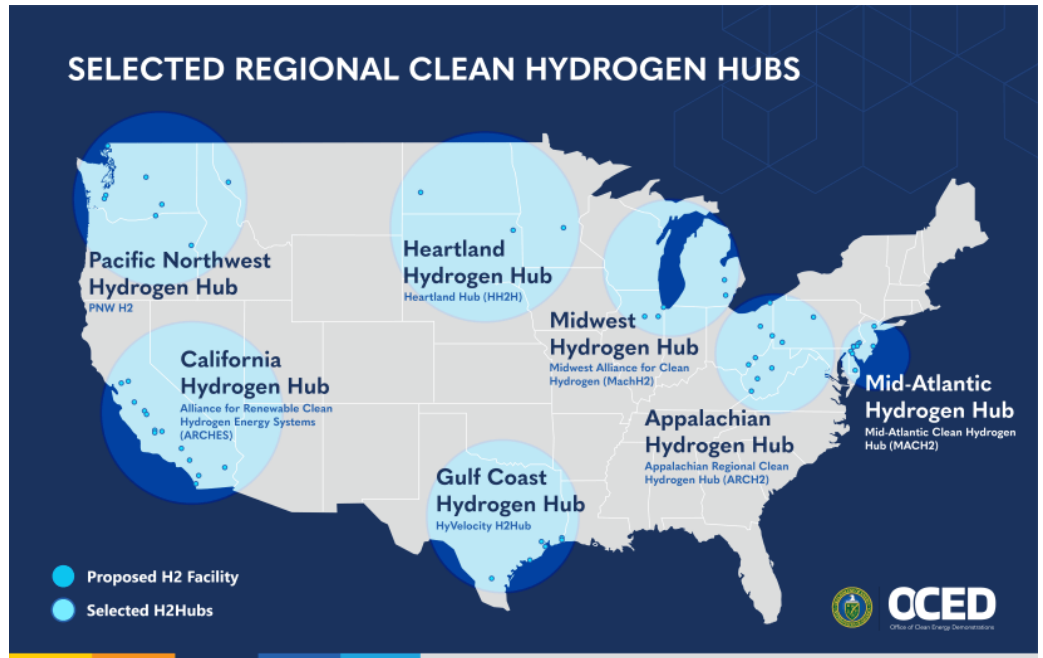 SELECTED REGIONAL CLEAN HYDROGEN HUBS
Pacific Northwest
Hydrogen Hub
PNW H2
Heartland
Hydrogen Hub
Heartland Hub (HH2H)
Midwest
Hydrogen Hub
Midwest Alliance for Clean
Hydrogen (MachH2)
California
Hydrogen Hub
Alliance for Renewable Clean
Hydrogen Energy Systems
(ARCHES)
Mid-Atlantic
Hydrogen Hub
Mid-Atlantic Clean Hydrogen
Hub (MACH2)
Appalachian
Hydrogen Hub
Appalachian Regional Clean
Hydrogen Hub (ARCH2)
Gulf Coast
Hydrogen Hub
HyVelocity H2Hub
Proposed H2 Facility
Selected H2Hubs
OCED
Office of Clean Energy Demonstrations